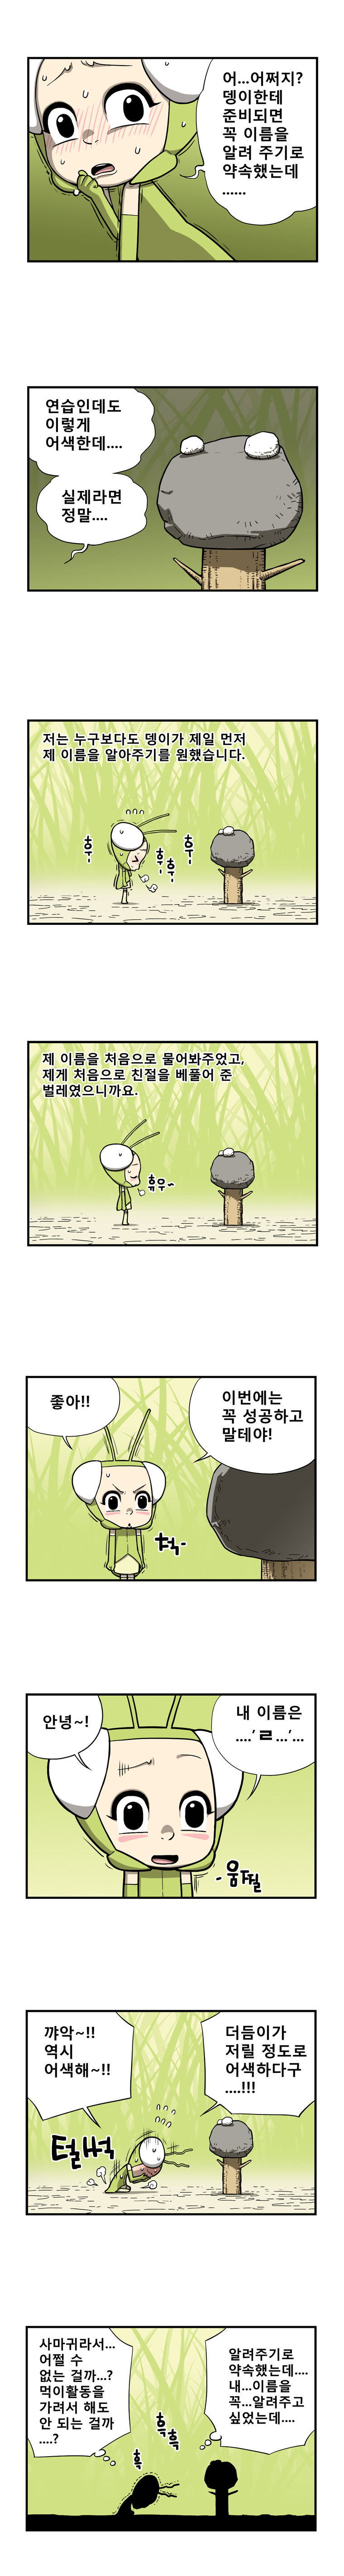 어...어쩌지?
뎅이한테
준비되면
꼭 이름을
알려 주기로
약속했는데
......
연습인데도
이렇게
어색한데....
실제라면
정말....
저는 누구보다도 뎅이가 제일 먼저
제 이름을 알아주기를 원했습니다.
후-
후-
후-
후-
제 이름을 처음으로 물어봐주었고,
제게 처음으로 친절을 베풀어 준
벌레였으니까요.
휴우~
좋아!!
이번에는
꼭 성공하고
말테야!
척-
안녕~!
내 이름은
....'ㄹ...'...
-움찔
꺄악~!!
역시
어색해~!!
더듬이가
저릴 정도로
어색하다구
....!!!
털썩
사마귀라서...
어쩔 수
없는 걸까...?
먹이활동을
가려서 해도
안 되는 걸까
....?
알려주기로
약속했는데....
내...이름을
꼭...알려주고
싶었는데....
흑
흑
흑